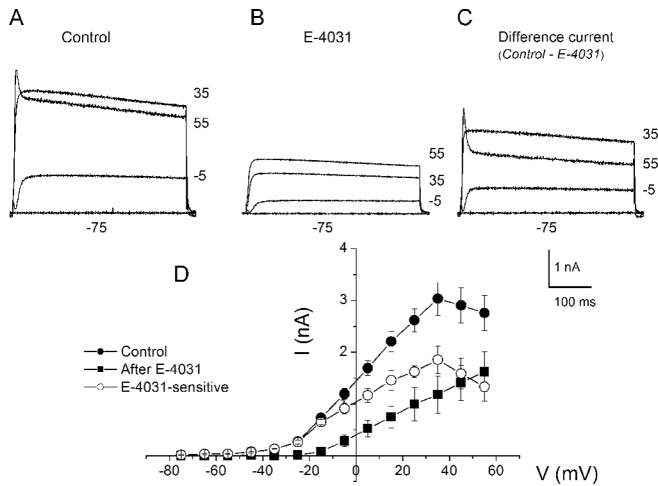 A
Control
35
55
-5
-75
B
E-4031
55
35
-5
-75
C
Difference current
(Control - E-4031)
35
55
-5
-75
1 nA
100 ms
D
I (nA)
4
3
2
Control
After E-4031
E-4031-sensitive
-80 -60 -40 -20 0 20 40 60
V (mV)